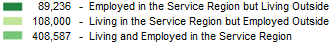 89,236 - Employed in the Service Region but Living Outside
108,000 - Living in the Service Region but Employed Outside
408,587 - Living and Employed in the Service Region